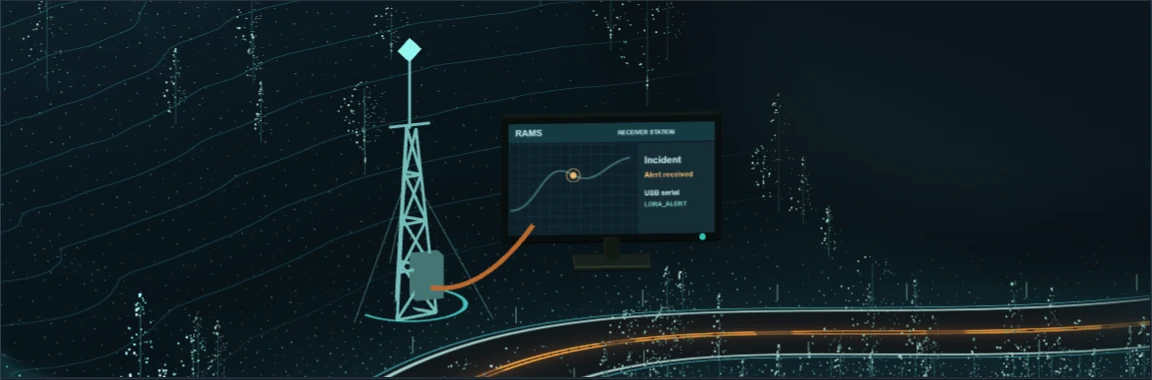 RAMS
RECEIVER STATION
Incident
Alert received
USB serial
LORA_ALERT